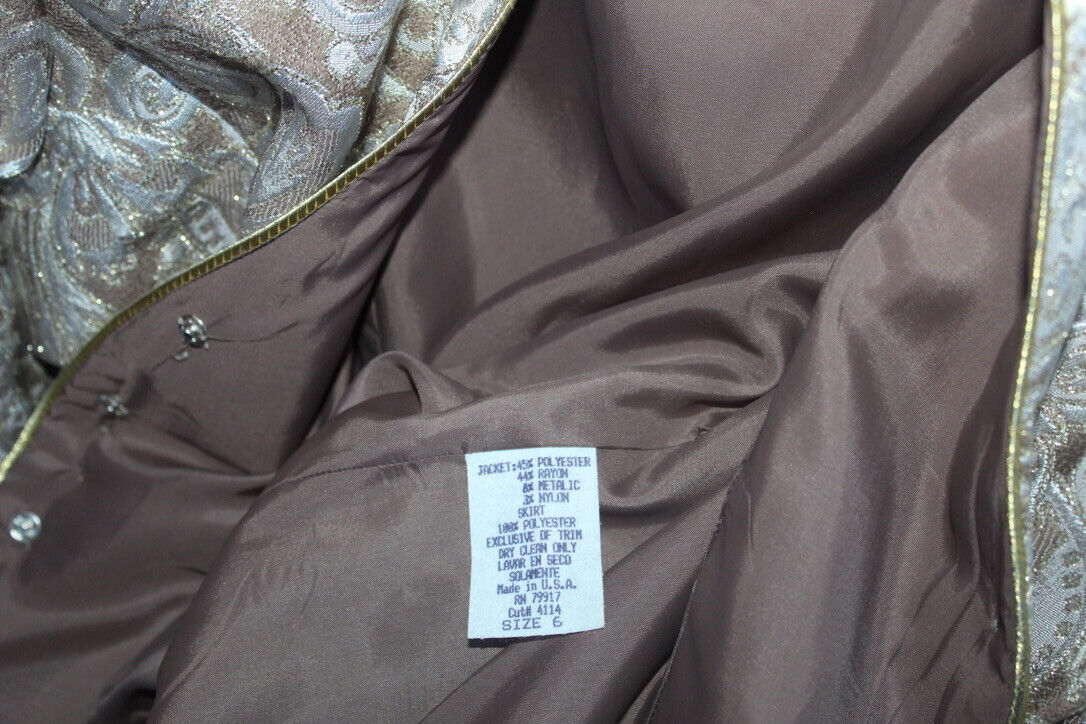 JACKET:45% POLYESTER
44% RAYON
8% METALIC
3% NYLON
SKIRT
100% POLYESTER
EXCLUSIVE OF TRIM
DRY CLEAN ONLY
LAVAR EN SECO
SOLAMENTE
Made in U.S.A.
RN 79917
Cut# 4114
SIZE 6